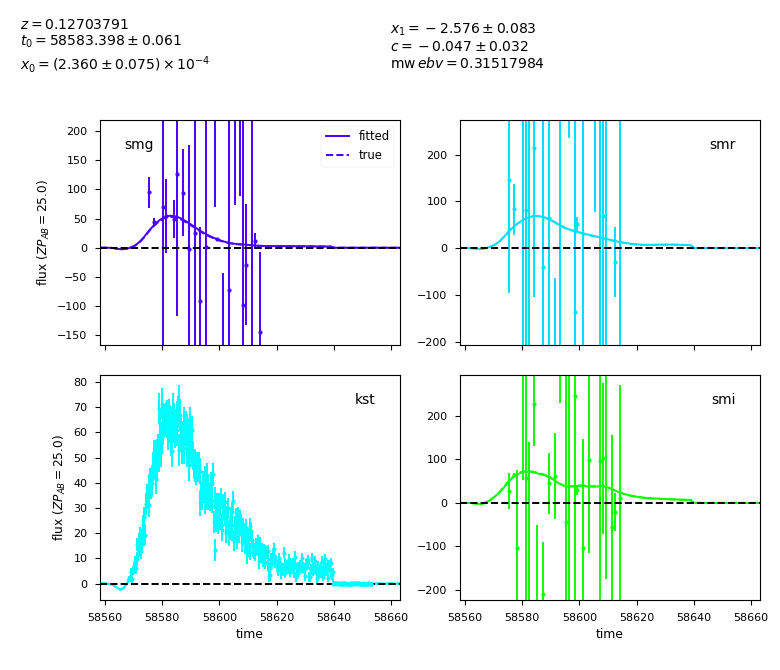 z = 0.12703791
t₀ = 58583.398 ± 0.061
x₀ = (2.360 ± 0.075) × 10⁻⁴
x₁ = −2.576 ± 0.083
c = −0.047 ± 0.032
mw ebv = 0.31517984
smg
fitted
true
200
150
100
50
0
−50
−100
−150
flux (ZP_AB = 25.0)
smr
200
100
0
−100
−200
kst
80
70
60
50
40
30
20
10
0
flux (ZP_AB = 25.0)
58560 58580 58600 58620 58640 58660
time
smi
200
100
0
−100
−200
58560 58580 58600 58620 58640 58660
time